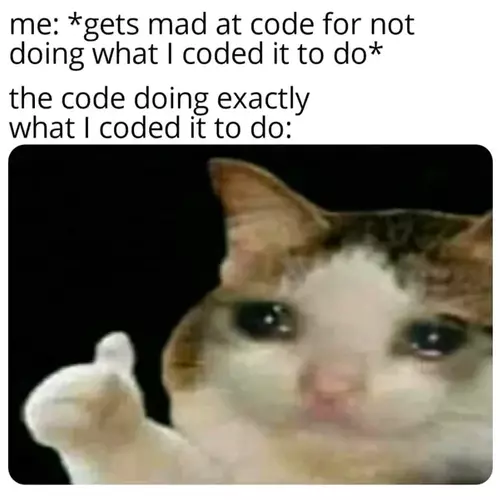 me: *gets mad at code for not
doing what I coded it to do*
the code doing exactly
what I coded it to do: